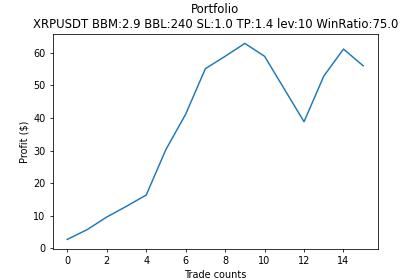 Portfolio
XRPUSDT BBM:2.9 BBL:240 SL:1.0 TP:1.4 lev:10 WinRatio:75.0
60
50
40
30
20
10
0
Profit ($)
0 2 4 6 8 10 12 14
Trade counts